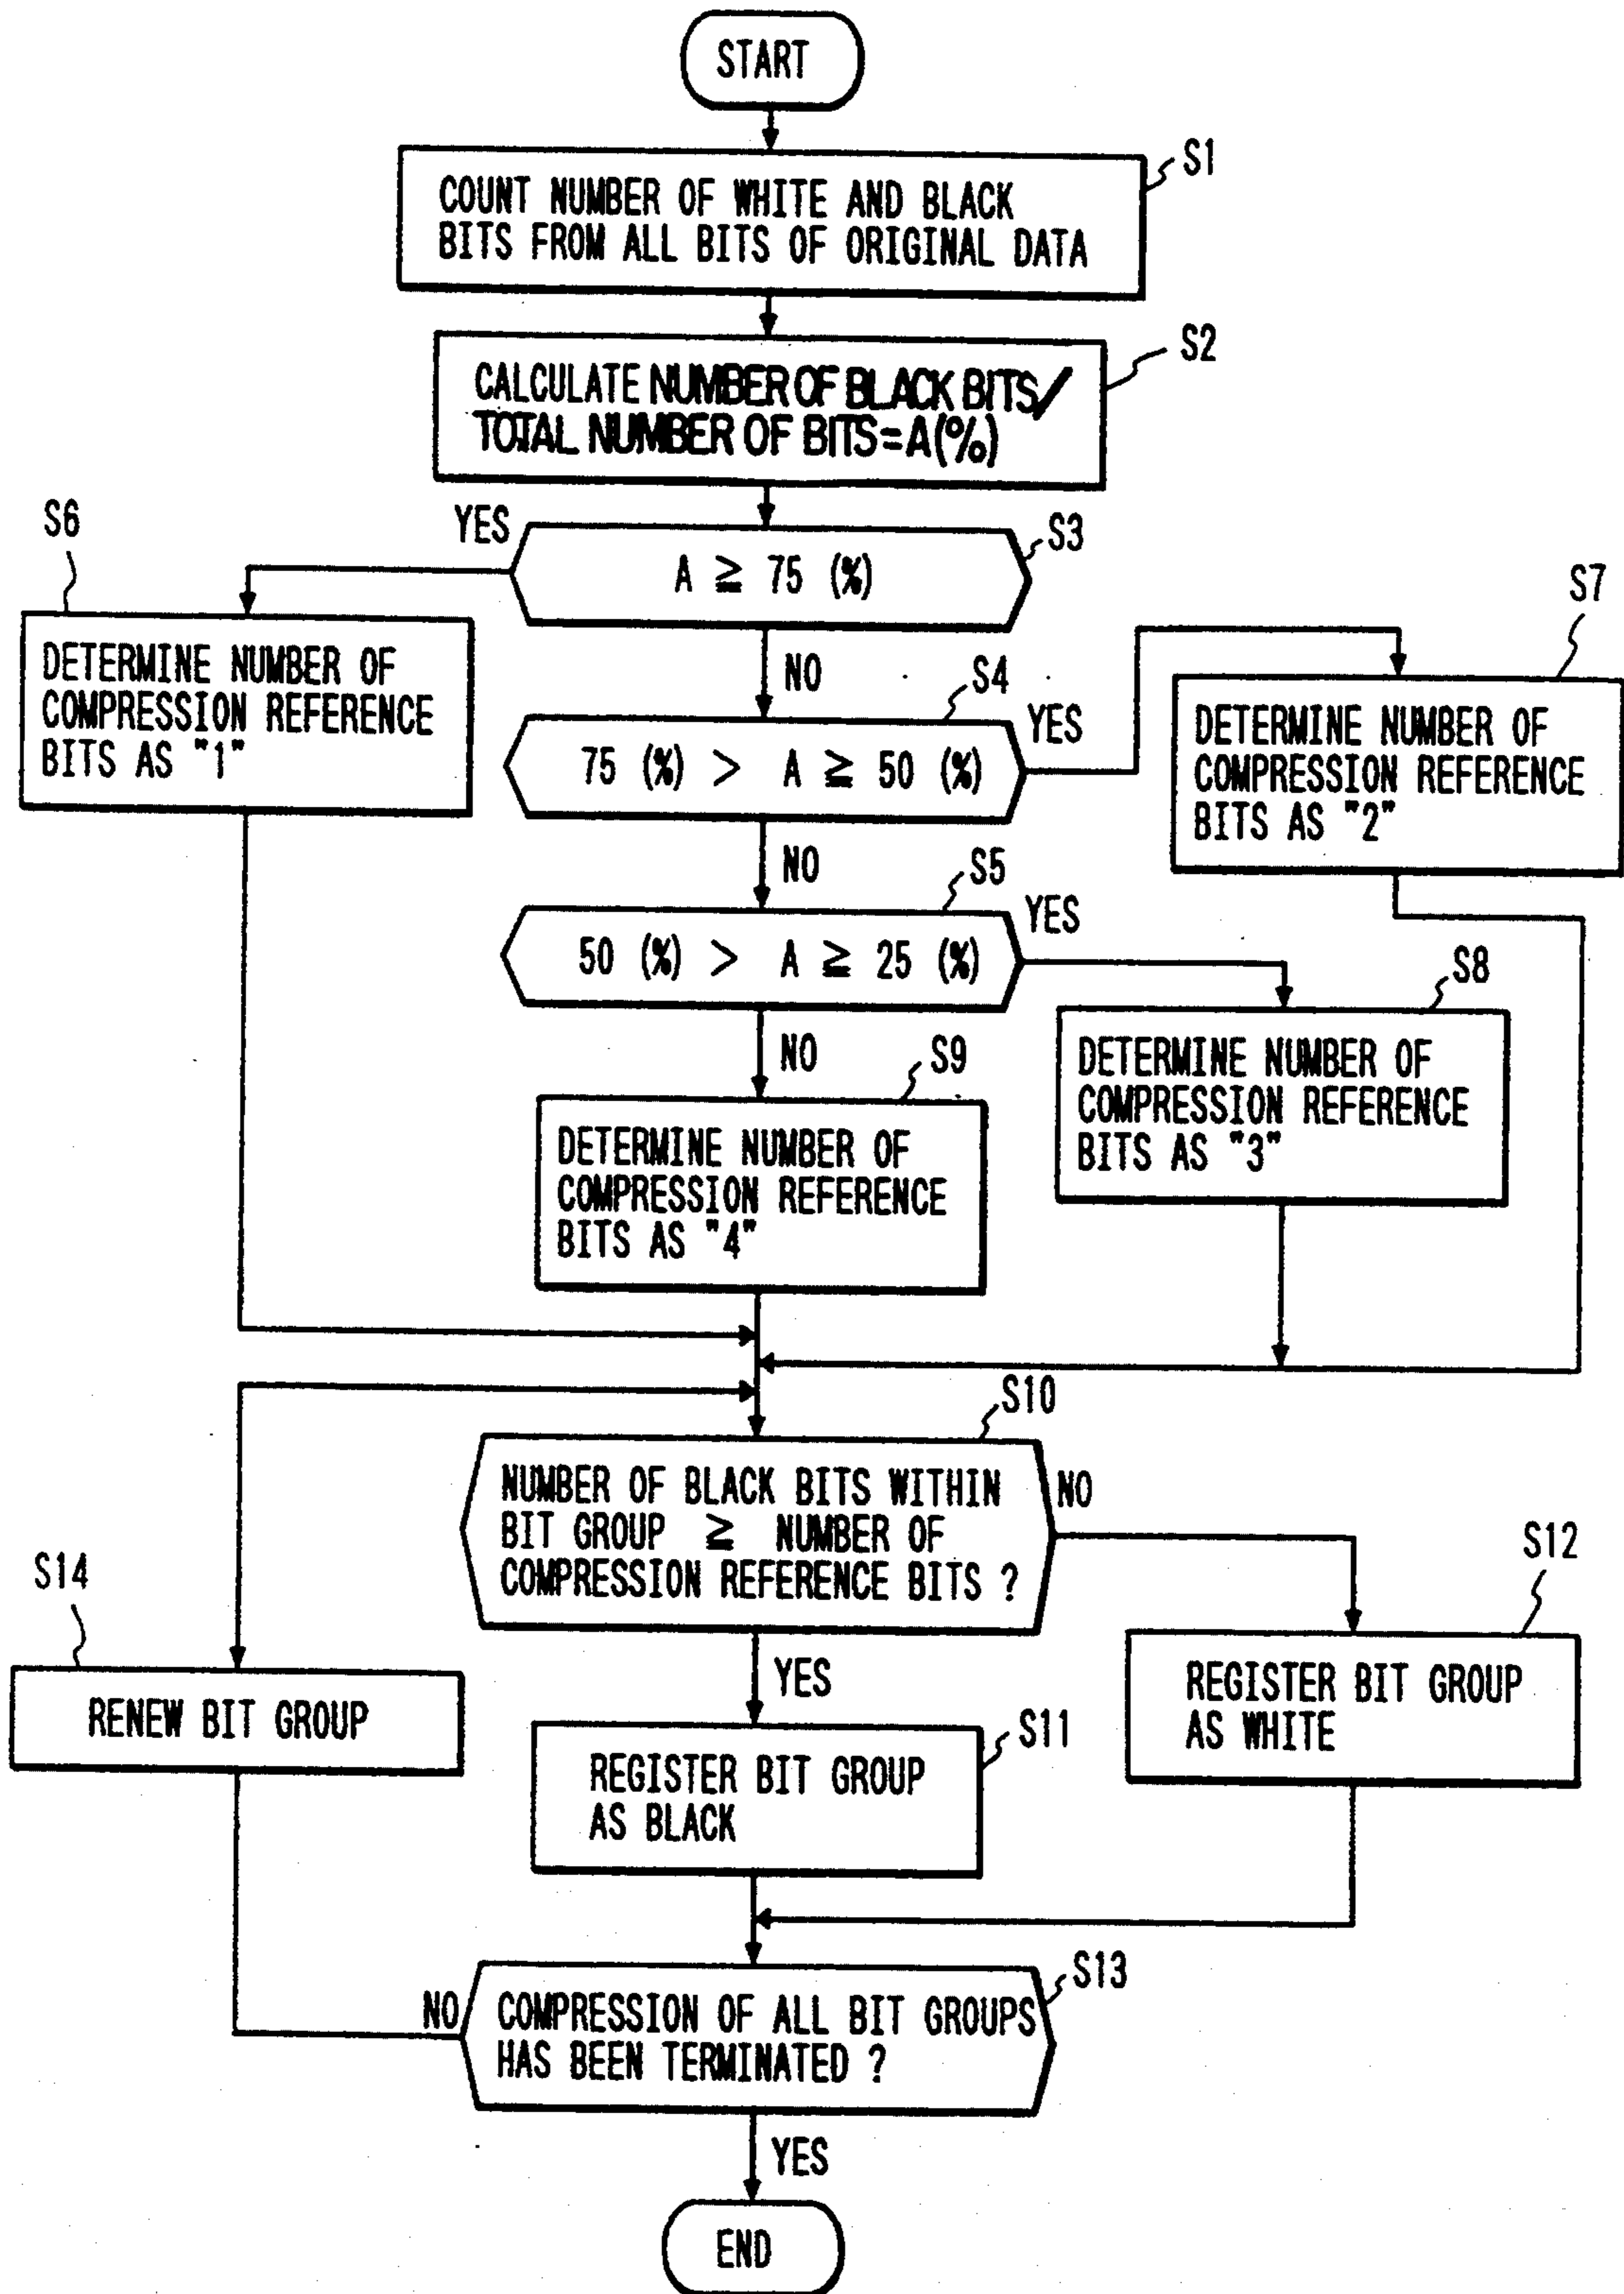 START
S1
COUNT NUMBER OF WHITE AND BLACK
BITS FROM ALL BITS OF ORIGINAL DATA
S2
CALCULATE NUMBER OF BLACK BITS/
TOTAL NUMBER OF BITS=A(%)
S3
A ≧ 75 (%)
YES
NO
S6
DETERMINE NUMBER OF
COMPRESSION REFERENCE
BITS AS "1"
S4
75 (%) > A ≧ 50 (%)
YES
NO
S7
DETERMINE NUMBER OF
COMPRESSION REFERENCE
BITS AS "2"
S5
50 (%) > A ≧ 25 (%)
YES
NO
S8
DETERMINE NUMBER OF
COMPRESSION REFERENCE
BITS AS "3"
S9
DETERMINE NUMBER OF
COMPRESSION REFERENCE
BITS AS "4"
S10
NUMBER OF BLACK BITS WITHIN
BIT GROUP ≧ NUMBER OF
COMPRESSION REFERENCE BITS ?
NO
YES
S12
REGISTER BIT GROUP
AS WHITE
S14
RENEW BIT GROUP
S11
REGISTER BIT GROUP
AS BLACK
S13
COMPRESSION OF ALL BIT GROUPS
HAS BEEN TERMINATED ?
NO
YES
END